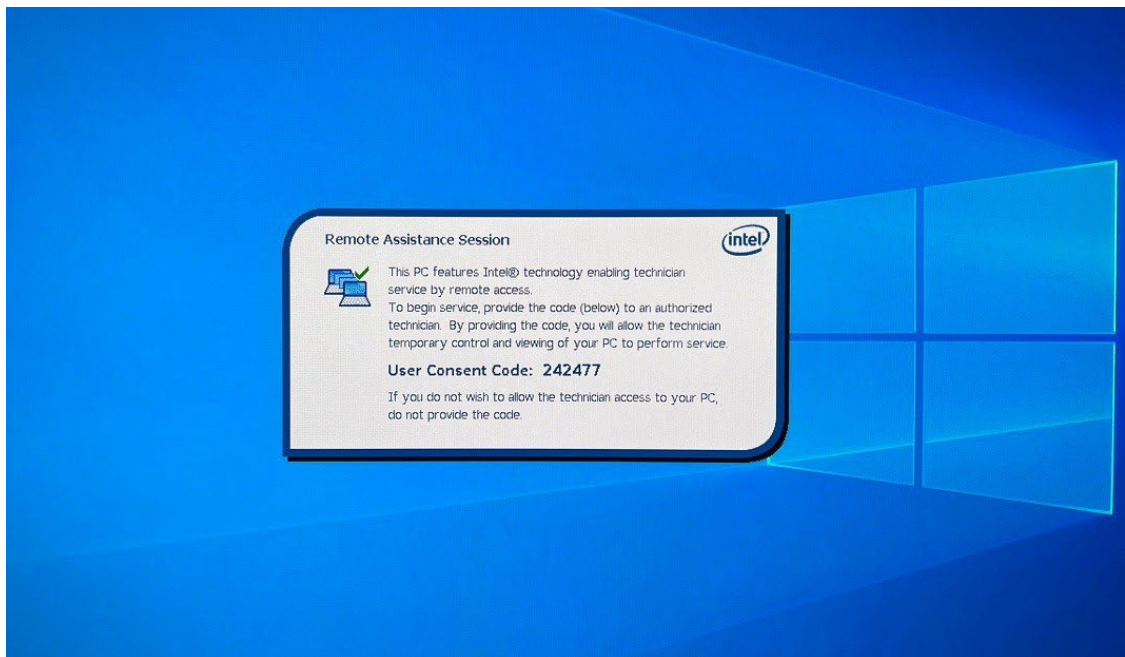 Remote Assistance Session
intel
This PC features Intel® technology enabling technician
service by remote access.
To begin service, provide the code (below) to an authorized
technician. By providing the code, you will allow the technician
temporary control and viewing of your PC to perform service.
User Consent Code: 242477
If you do not wish to allow the technician access to your PC,
do not provide the code.